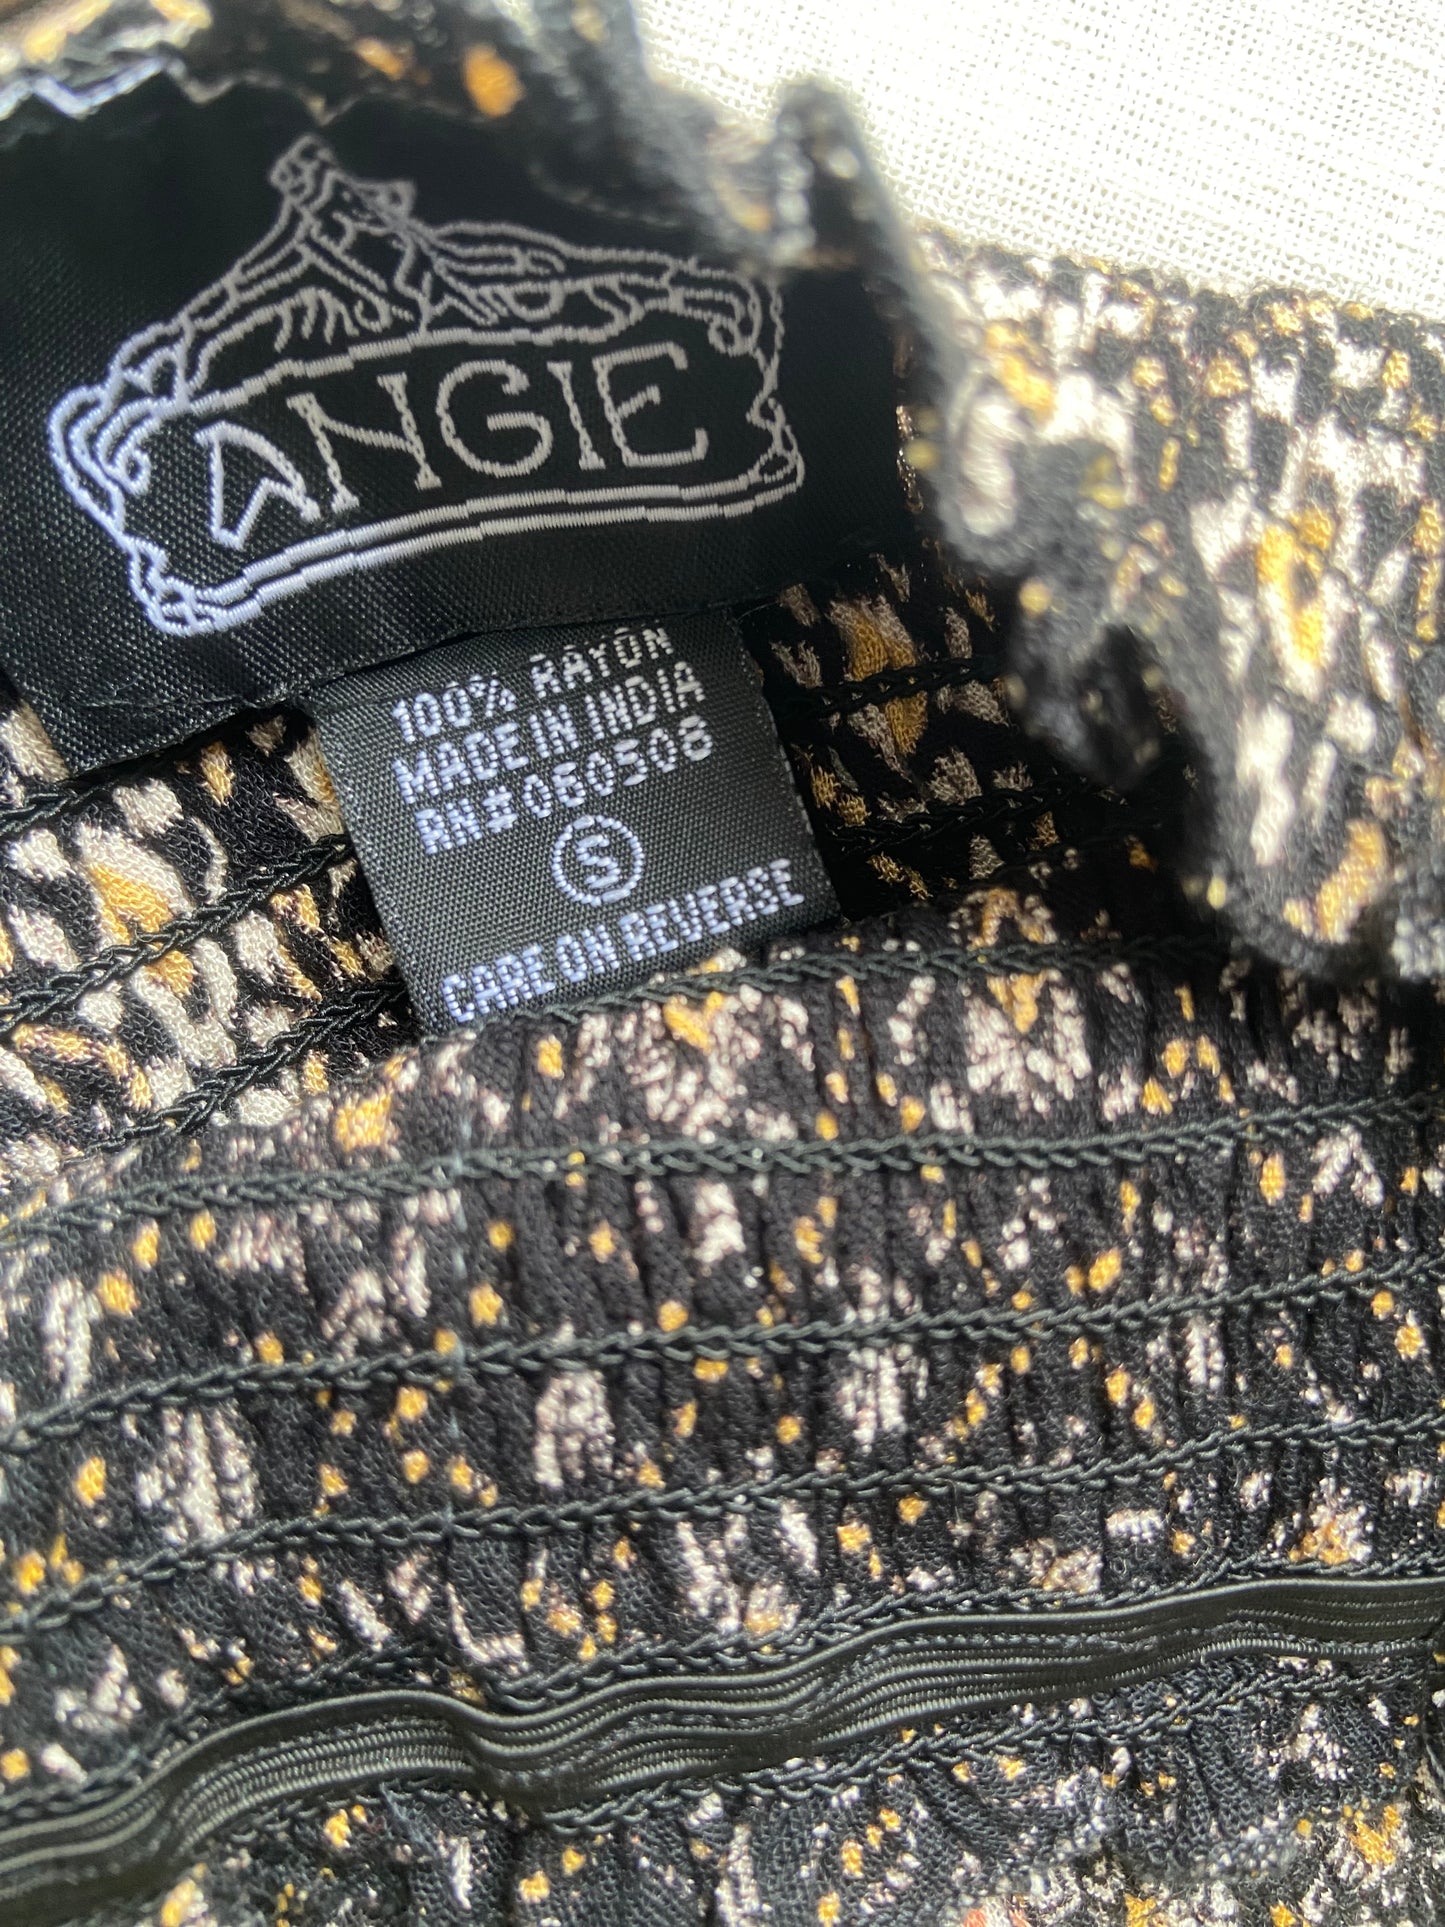 ANGIE
100% RAYON
MADE IN INDIA
RN#060508
S
CARE ON REVERSE